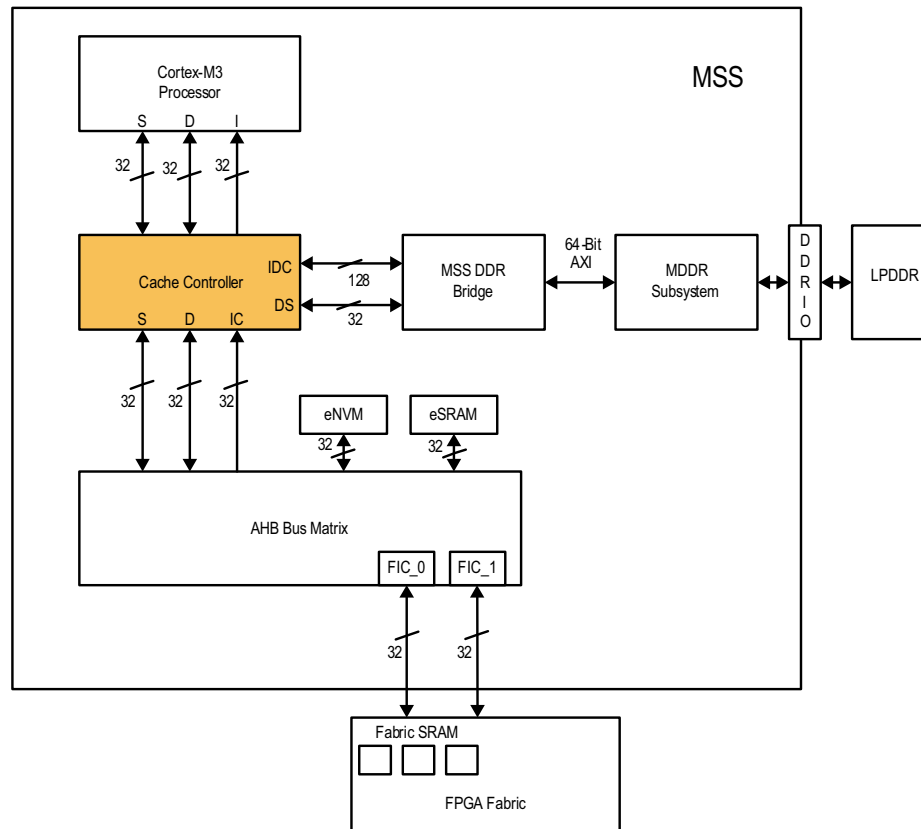 MSS
Cortex-M3
Processor
S D I
32 32 32
Cache Controller
IDC
DS
S D IC
128
32
MSS DDR
Bridge
64-Bit
AXI
MDDR
Subsystem
D
D
R
I
O
LPDDR
32 32 32
eNVM
eSRAM
32 32
AHB Bus Matrix
FIC_0 FIC_1
32 32
Fabric SRAM
FPGA Fabric